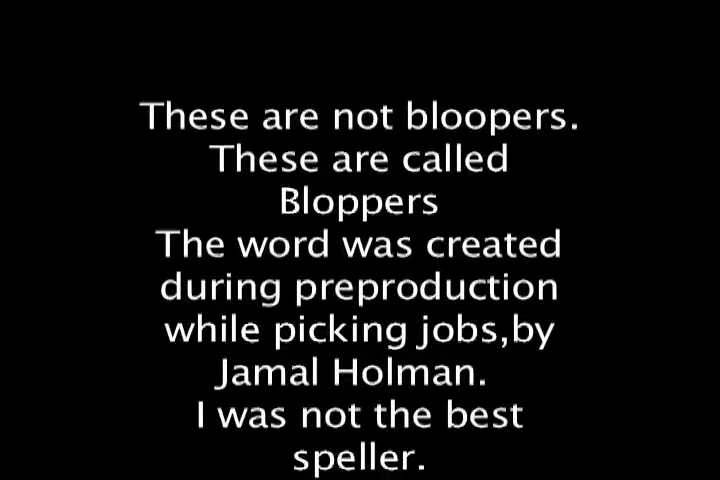 These are not bloopers.
These are called
Bloppers
The word was created
during preproduction
while picking jobs,by
Jamal Holman.
I was not the best
speller.